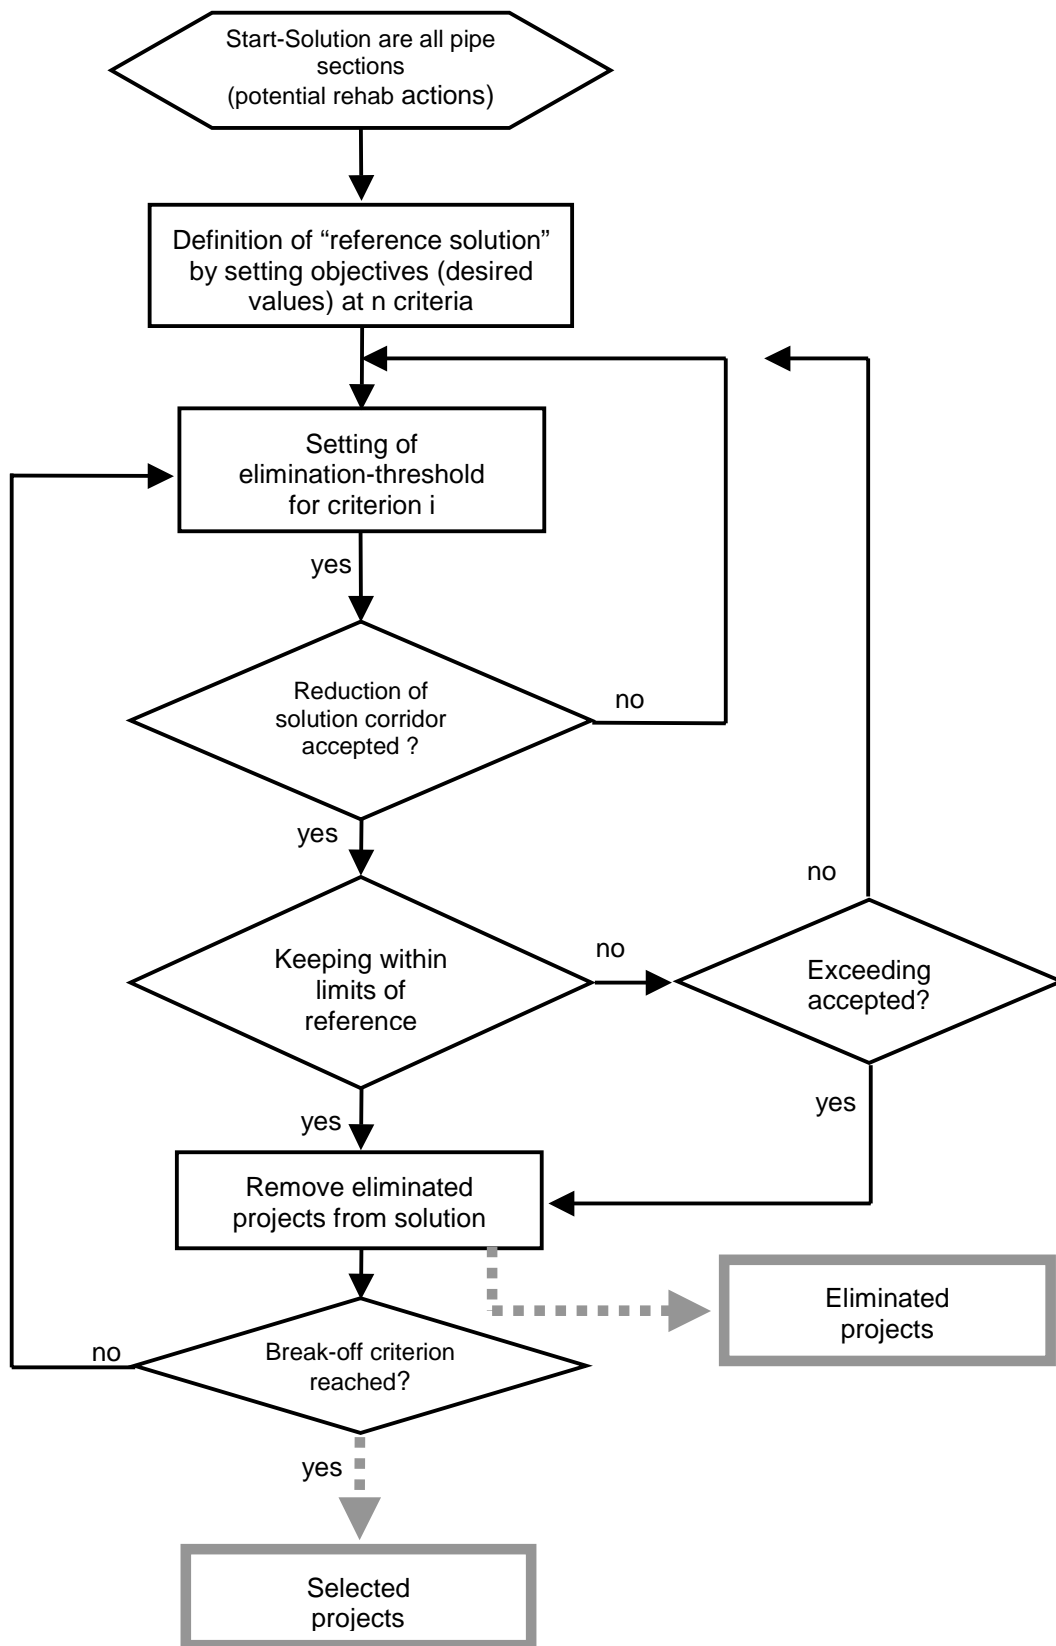 Start-Solution are all pipe
sections
(potential rehab actions)
Definition of “reference solution”
by setting objectives (desired
values) at n criteria
Setting of
elimination-threshold
for criterion i
yes
Reduction of
solution corridor
accepted ?
no
yes
Keeping within
limits of
reference
no
Exceeding
accepted?
no
yes
yes
Remove eliminated
projects from solution
Eliminated
projects
Break-off criterion
reached?
no
yes
Selected
projects